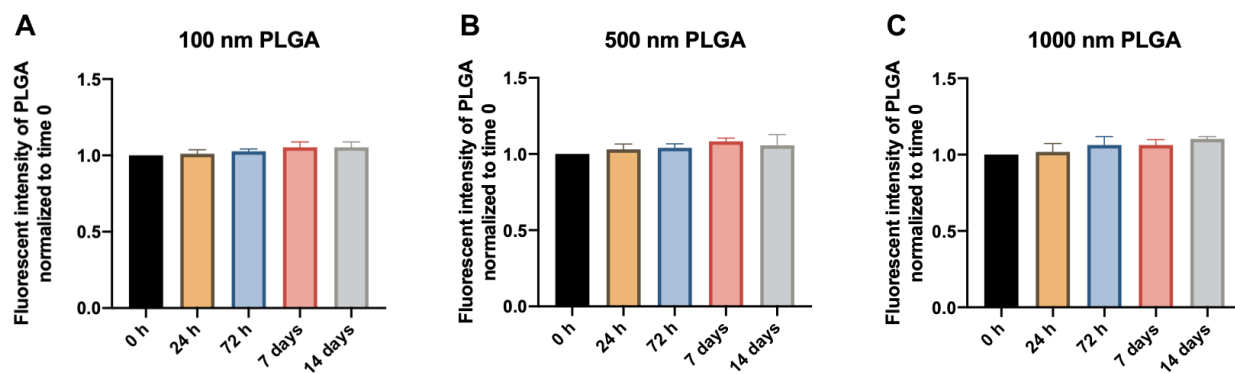 A
100 nm PLGA
Fluorescent intensity of PLGA
normalized to time 0
1.5
1.0
0.5
0.0
0 h
24 h
72 h
7 days
14 days
B
500 nm PLGA
Fluorescent intensity of PLGA
normalized to time 0
1.5
1.0
0.5
0.0
0 h
24 h
72 h
7 days
14 days
C
1000 nm PLGA
Fluorescent intensity of PLGA
normalized to time 0
1.5
1.0
0.5
0.0
0 h
24 h
72 h
7 days
14 days